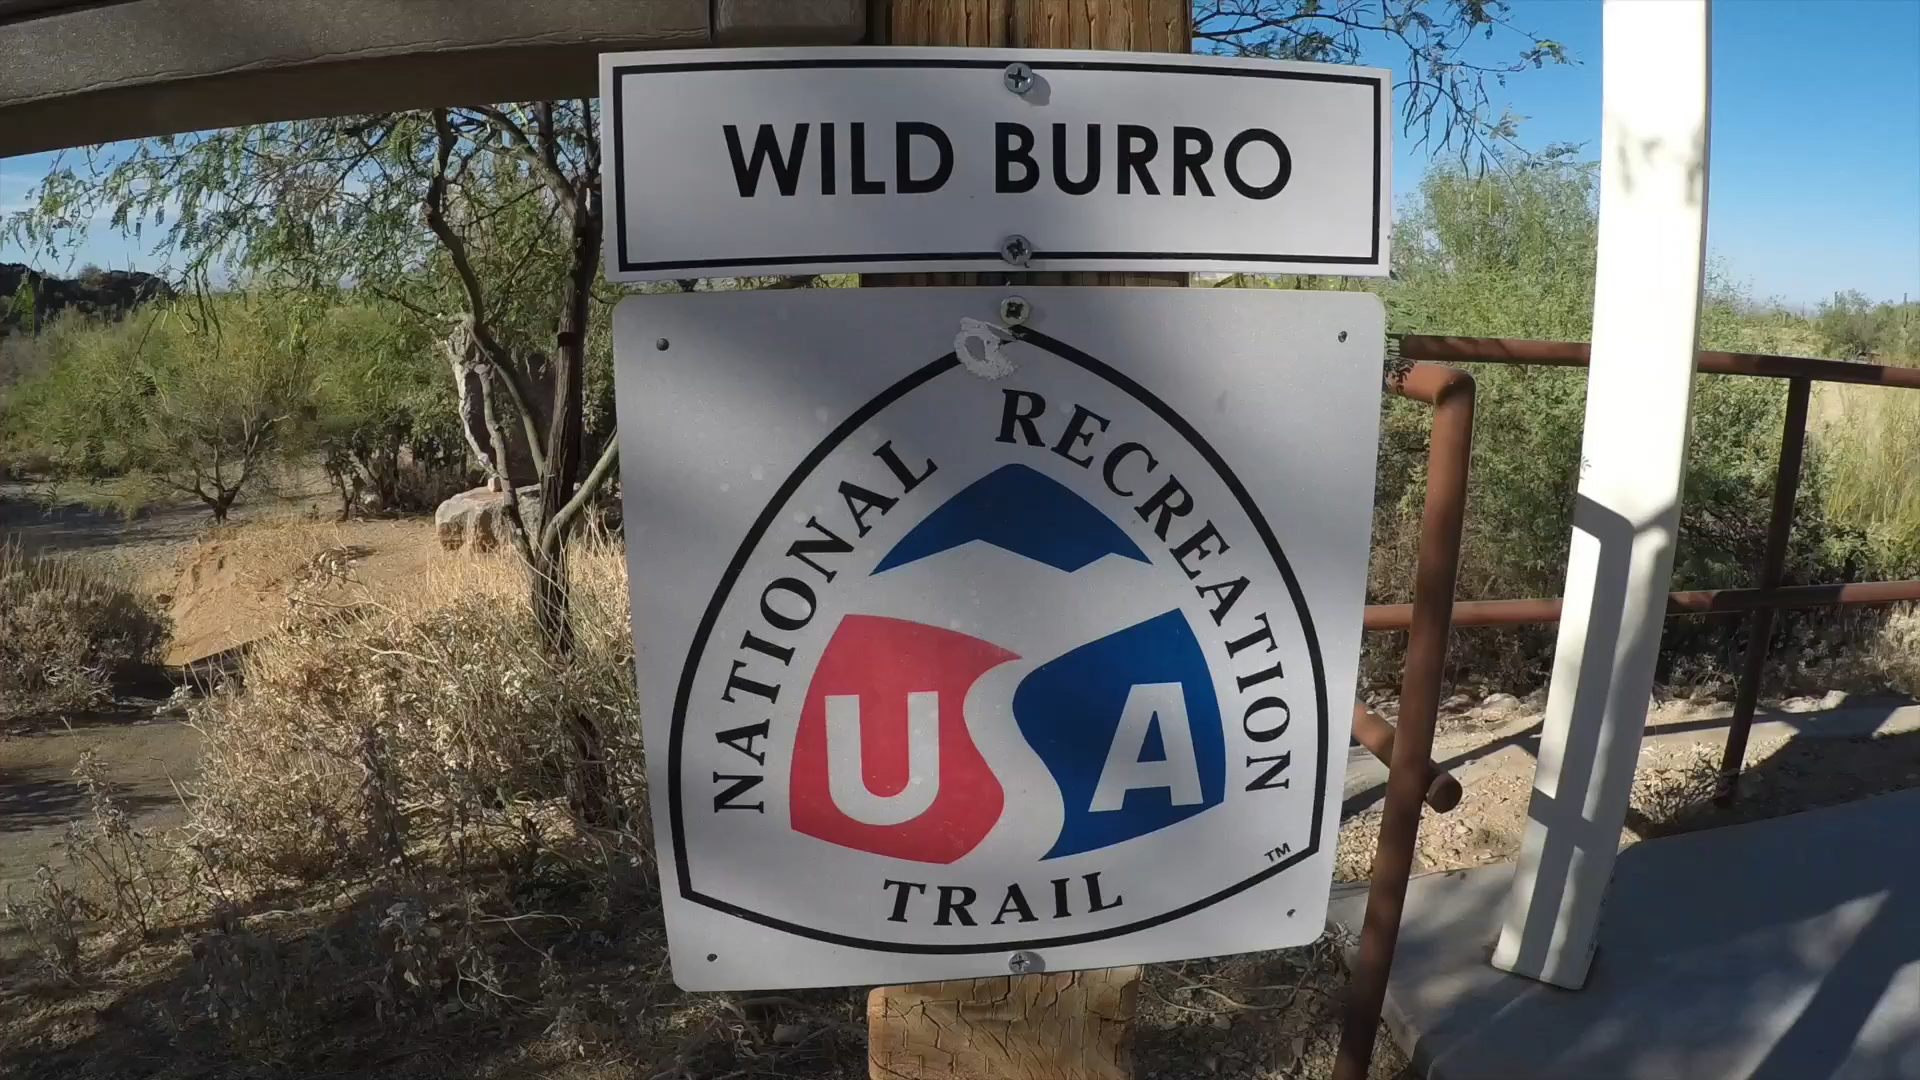 WILD BURRO
NATIONAL RECREATION
USA
TRAIL
TM